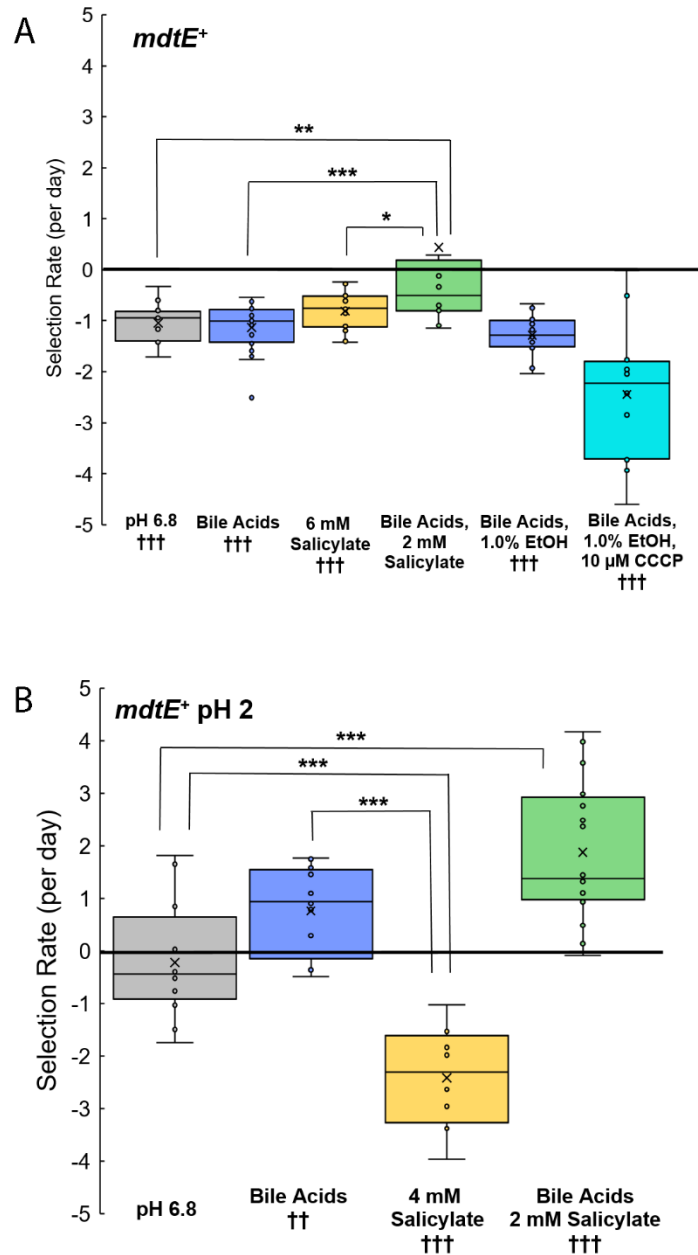 A
mdtE⁺
5
4
3
2
1
0
-1
-2
-3
-4
-5
Selection Rate (per day)
**
***
*
pH 6.8
†††
Bile Acids
†††
6 mM
Salicylate
†††
Bile Acids,
2 mM
Salicylate
Bile Acids,
1.0% EtOH
†††
Bile Acids,
1.0% EtOH,
10 µM CCCP
†††
B
mdtE⁺ pH 2
5
4
3
2
1
0
-1
-2
-3
-4
-5
Selection Rate (per day)
***
***
***
pH 6.8
Bile Acids
††
4 mM
Salicylate
†††
Bile Acids
2 mM Salicylate
†††